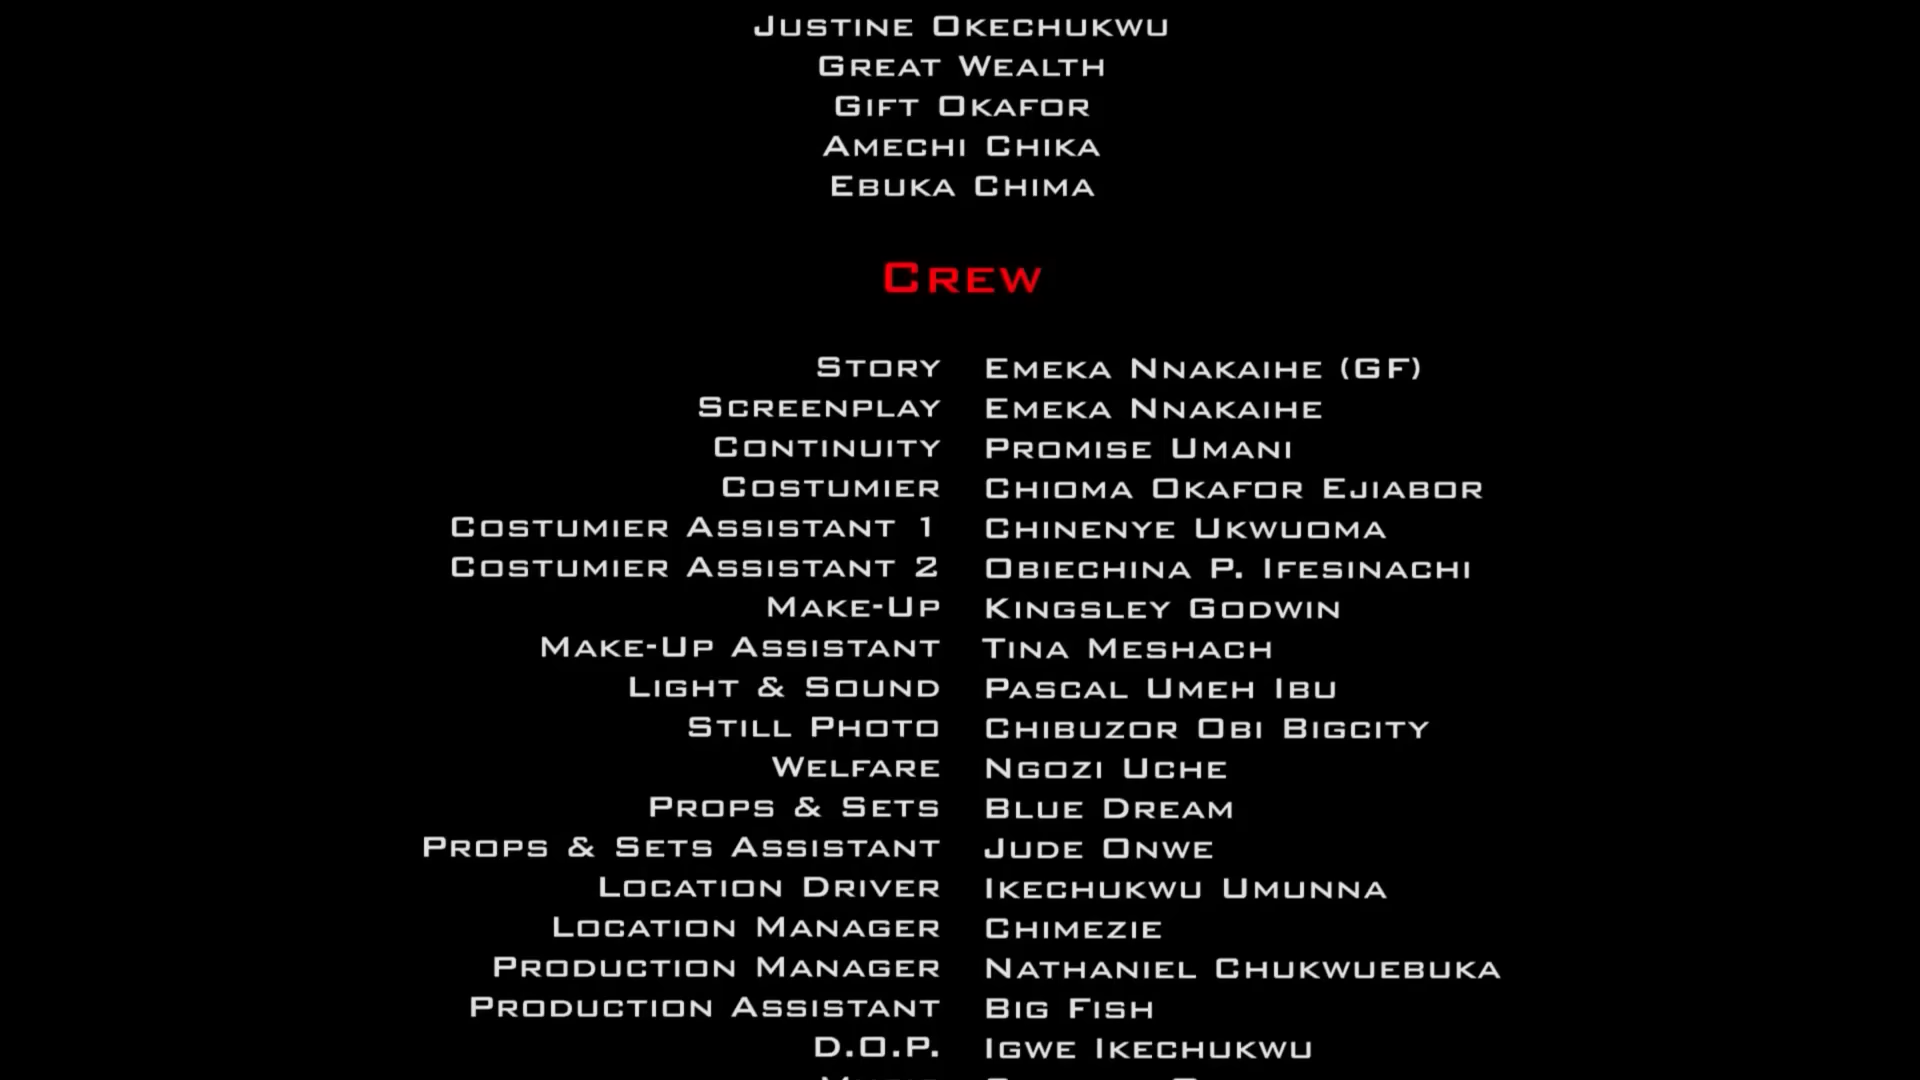 Justine Okechukwu
Great Wealth
Gift Okafor
Amechi Chika
Ebuka Chima
Crew
Story Emeka Nnakaihe (GF)
Screenplay Emeka Nnakaihe
Continuity Promise Umani
Costumier Chioma Okafor Ejiabor
Costumier Assistant 1 Chinenye Ukwuoma
Costumier Assistant 2 Obiechina P. Ifesinachi
Make-Up Kingsley Godwin
Make-Up Assistant Tina Meshach
Light & Sound Pascal Umeh Ibu
Still Photo Chibuzor Obi Bigcity
Welfare Ngozi Uche
Props & Sets Blue Dream
Props & Sets Assistant Jude Onwe
Location Driver Ikechukwu Umunna
Location Manager Chimezie
Production Manager Nathaniel Chukwuebuka
Production Assistant Big Fish
D.O.P. Igwe Ikechukwu